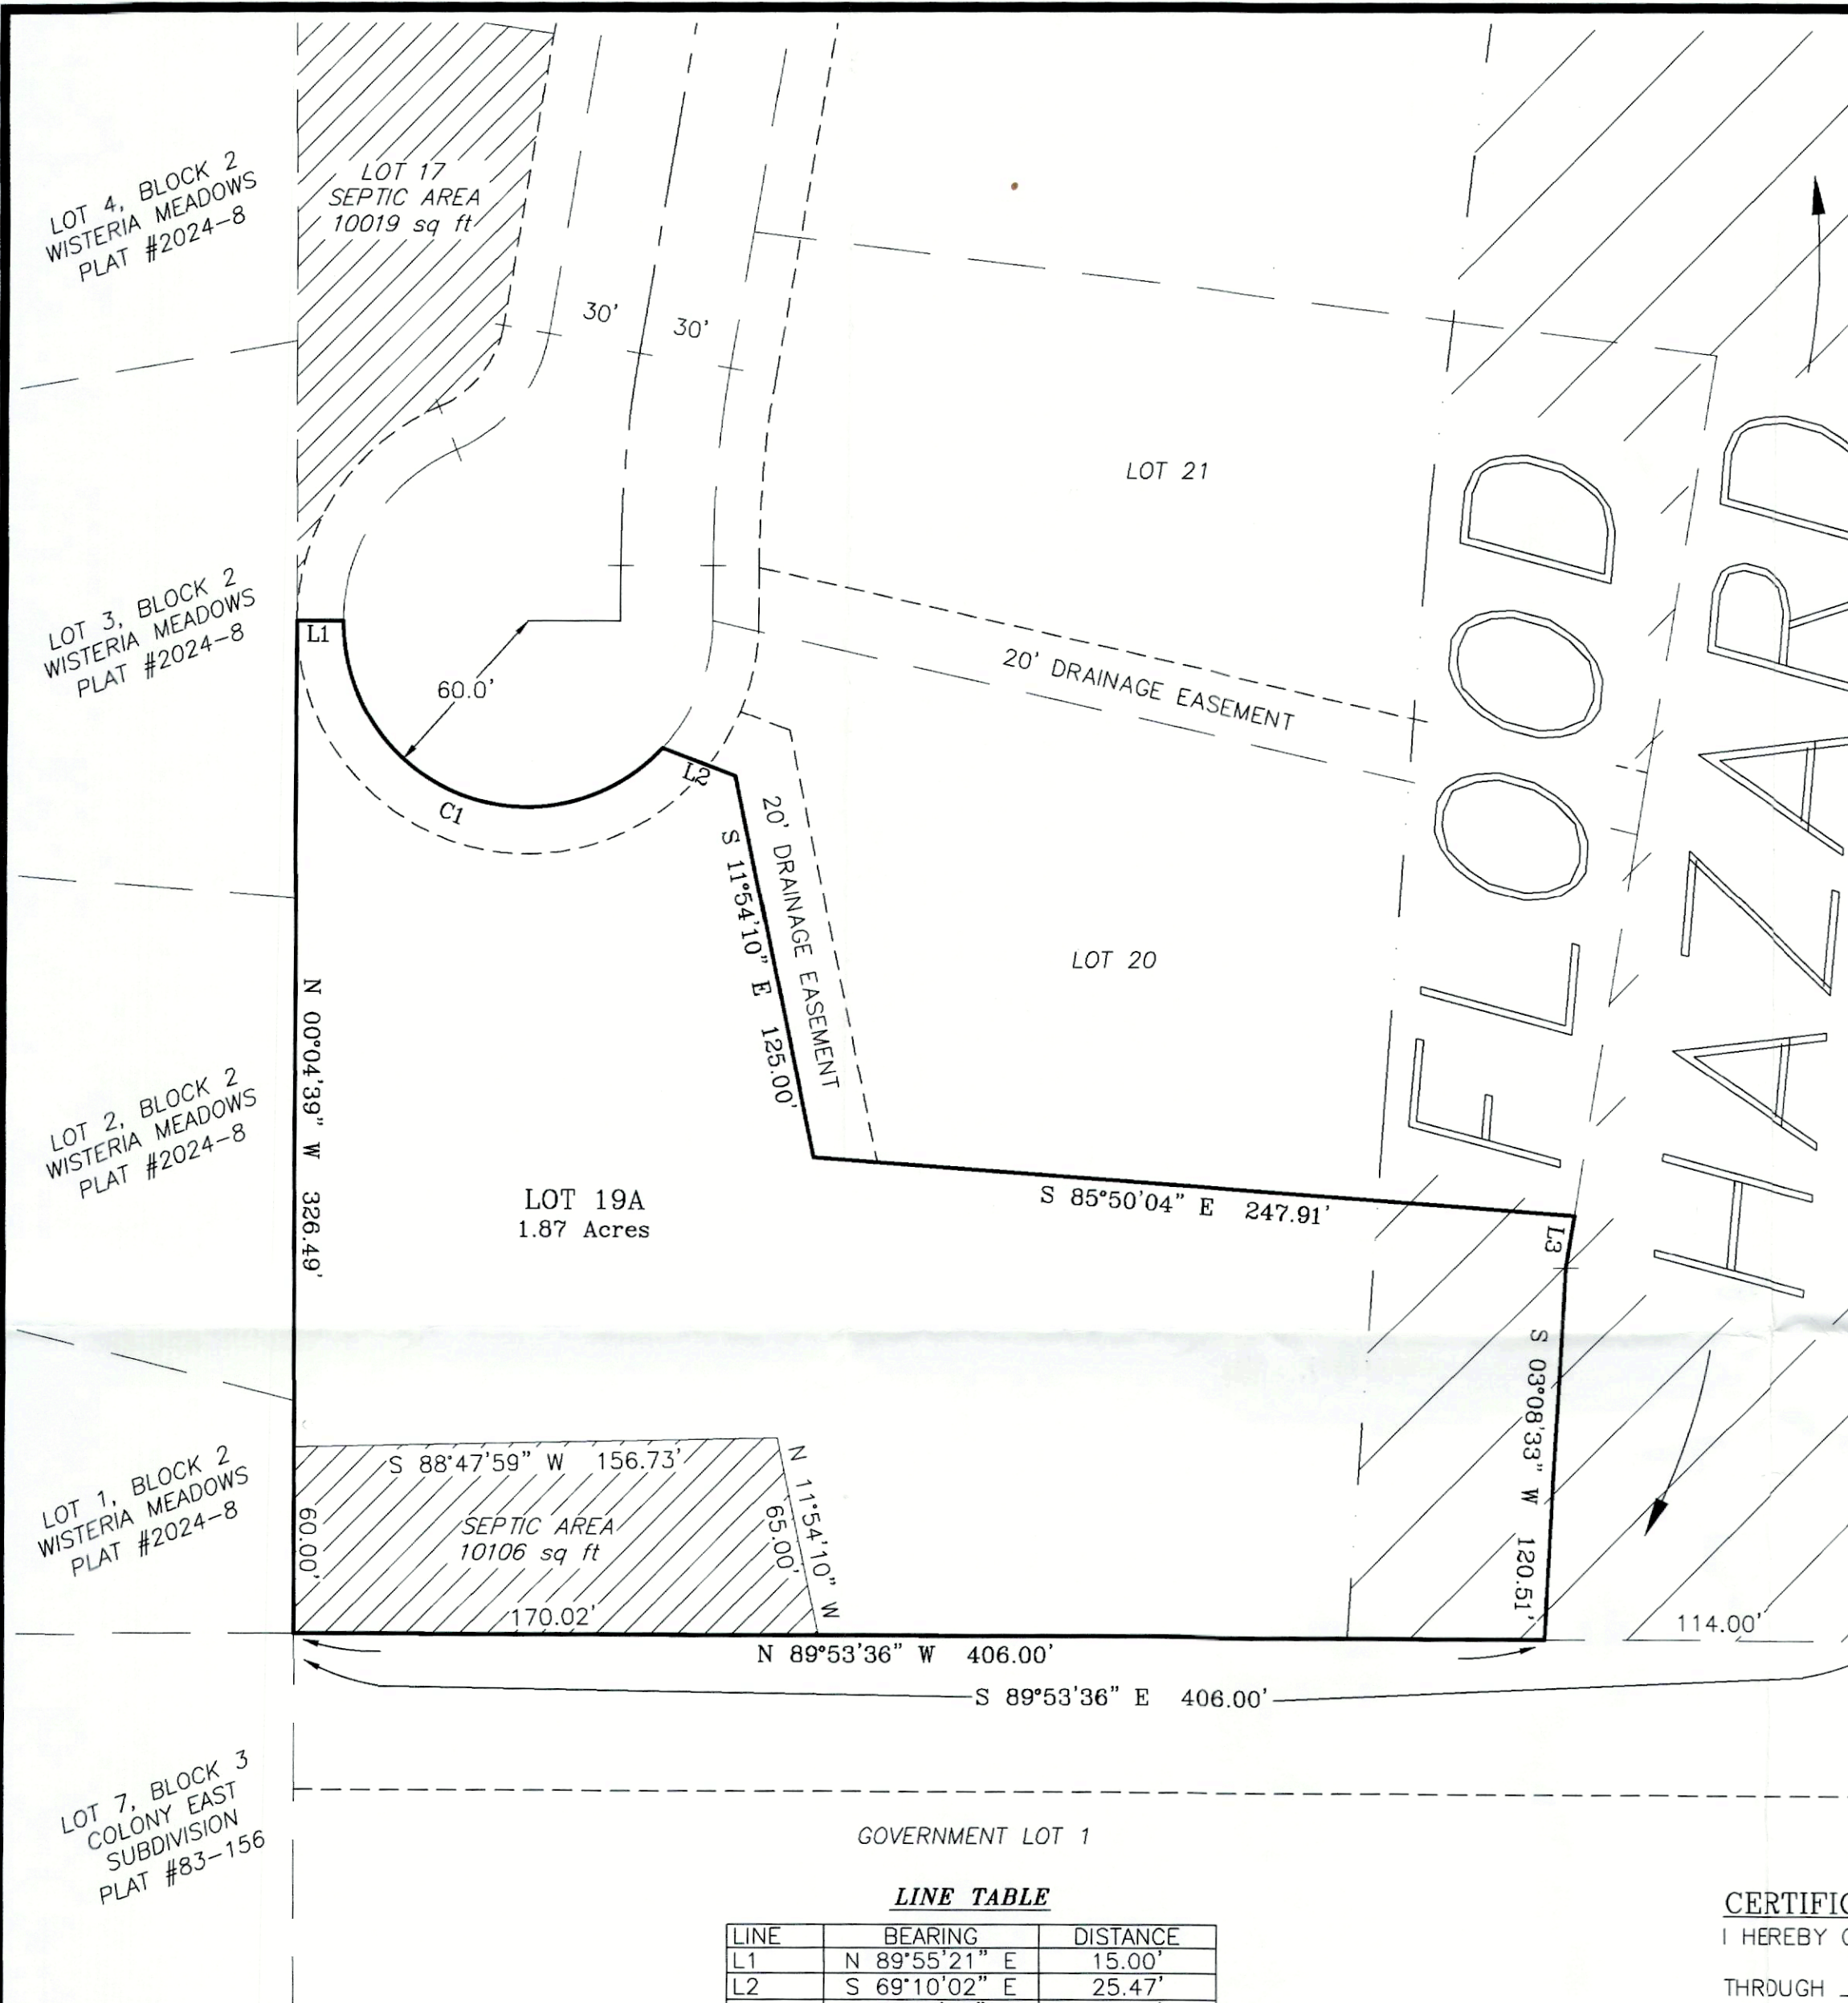 LOT 4, BLOCK 2
WISTERIA MEADOWS
PLAT #2024-8
LOT 17
SEPTIC AREA
10019 sq ft
30'
30'
LOT 21
FLOOD
HAZARD
LOT 3, BLOCK 2
WISTERIA MEADOWS
PLAT #2024-8
L1
60.0'
C1
L2
20' DRAINAGE EASEMENT
S 11°54'10" E 125.00'
20' DRAINAGE EASEMENT
LOT 20
N 00°04'39" W 326.49'
LOT 2, BLOCK 2
WISTERIA MEADOWS
PLAT #2024-8
LOT 19A
1.87 Acres
S 85°50'04" E 247.91'
L3
S 03°08'33" W 120.51'
LOT 1, BLOCK 2
WISTERIA MEADOWS
PLAT #2024-8
S 88°47'59" W 156.73'
N 11°54'10" W
65.00'
60.00'
SEPTIC AREA
10106 sq ft
170.02'
114.00'
N 89°53'36" W 406.00'
S 89°53'36" E 406.00'
LOT 7, BLOCK 3
COLONY EAST
SUBDIVISION
PLAT #83-156
GOVERNMENT LOT 1
LINE TABLE
LINE BEARING DISTANCE
L1 N 89°55'21" E 15.00'
L2 S 69°10'02" E 25.47'
I HEREBY
THROUGH